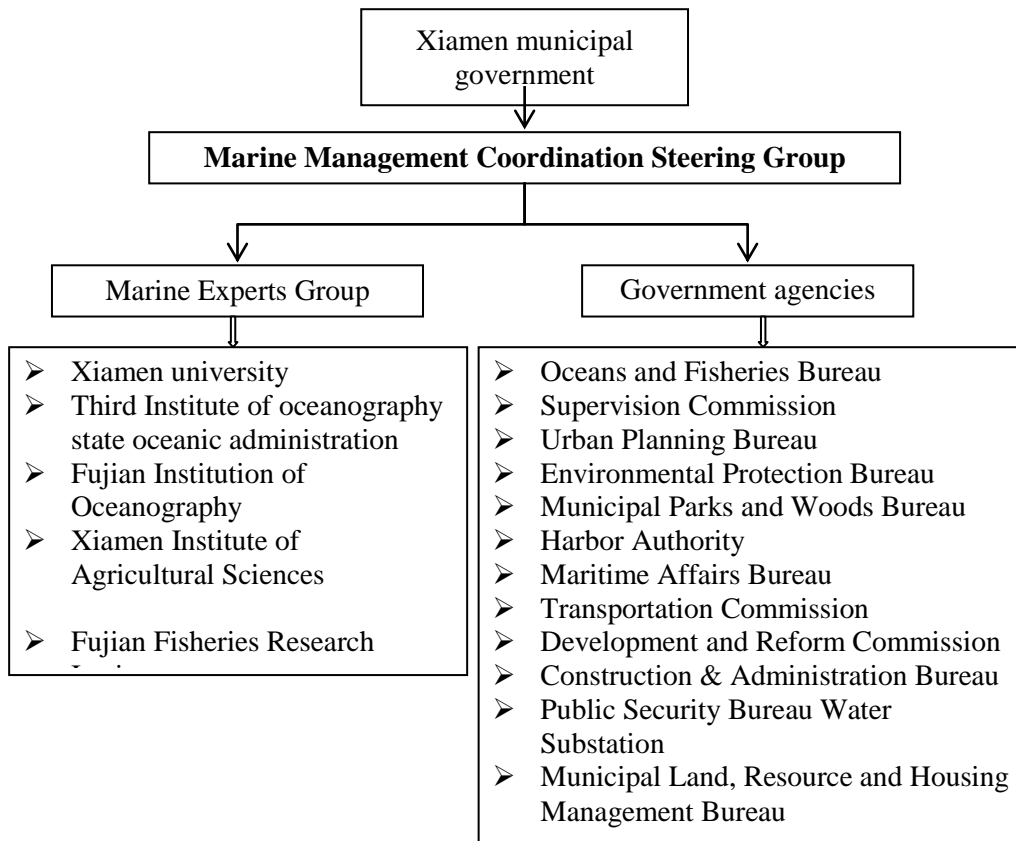 Xiamen municipal
government
Marine Management Coordination Steering Group
Marine Experts Group
Government agencies
➢ Xiamen university
➢ Third Institute of oceanography
state oceanic administration
➢ Fujian Institution of
Oceanography
➢ Xiamen Institute of
Agricultural Sciences
➢ Fujian Fisheries Research
➢ Oceans and Fisheries Bureau
➢ Supervision Commission
➢ Urban Planning Bureau
➢ Environmental Protection Bureau
➢ Municipal Parks and Woods Bureau
➢ Harbor Authority
➢ Maritime Affairs Bureau
➢ Transportation Commission
➢ Development and Reform Commission
➢ Construction & Administration Bureau
➢ Public Security Bureau Water
Substation
➢ Municipal Land, Resource and Housing
Management Bureau